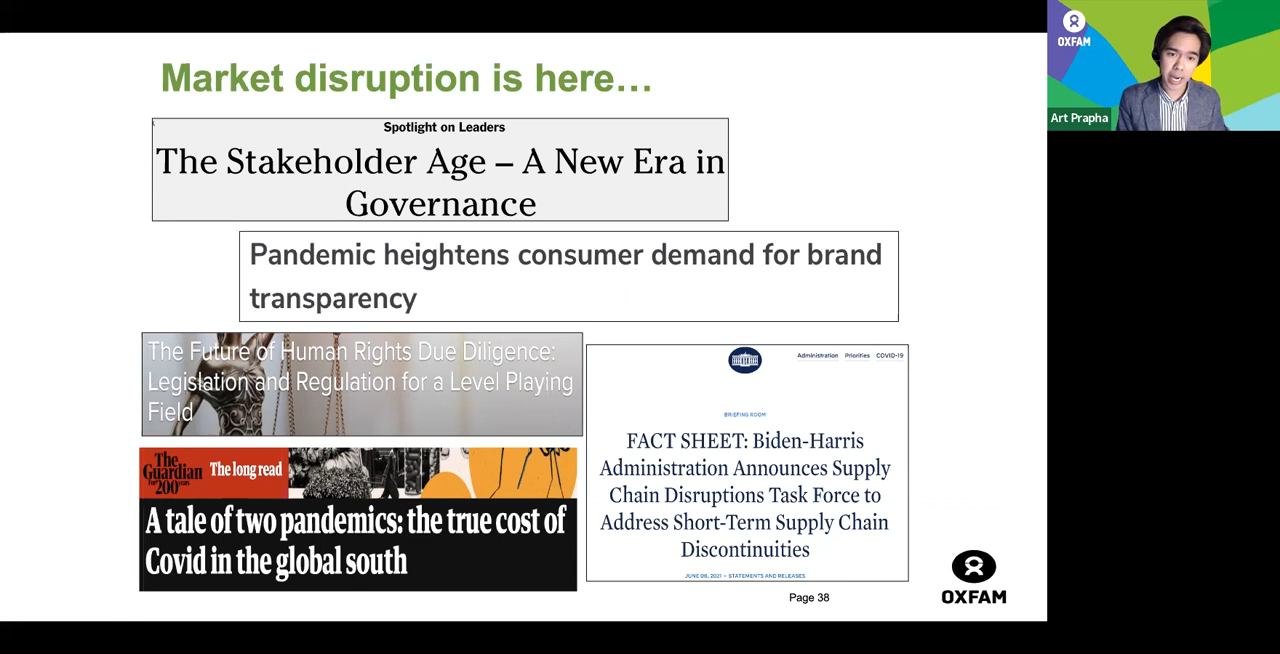 Market disruption is here…
Spotlight on Leaders
The Stakeholder Age – A New Era in
Governance
Pandemic heightens consumer demand for brand
transparency
The Future of Human Rights Due Diligence:
Legislation and Regulation for a Level Playing
Field
The
Guardian
For 200 years
The long read
A tale of two pandemics: the true cost of
Covid in the global south
Administration Priorities COVID-19
BRIEFING ROOM
FACT SHEET: Biden-Harris
Administration Announces Supply
Chain Disruptions Task Force to
Address Short-Term Supply Chain
Discontinuities
JUNE 08, 2021 • STATEMENTS AND RELEASES
Page 38
OXFAM
OXFAM
Art Prapha